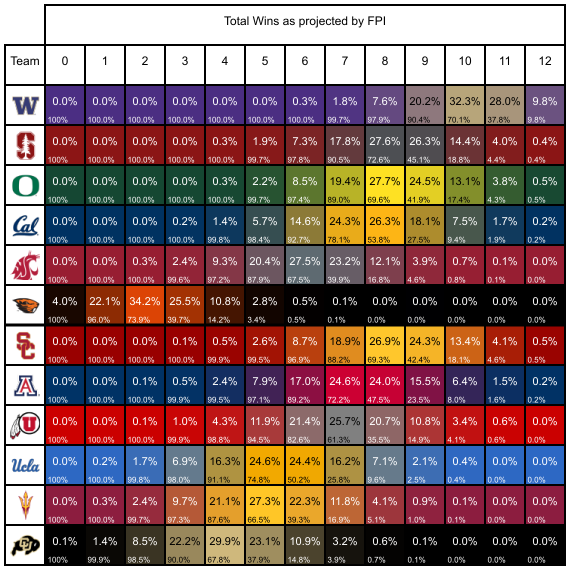 Total Wins as projected by FPI
Team 0 1 2 3 4 5 6 7 8 9 10 11 12
W 0.0% 0.0% 0.0% 0.0% 0.0% 0.0% 0.3% 1.8% 7.6% 20.2% 32.3% 28.0% 9.8%
100% 100.0% 100.0% 100.0% 100.0% 100.0% 100.0% 99.7% 97.9% 90.4% 70.1% 37.8% 9.8%
S 0.0% 0.0% 0.0% 0.0% 0.3% 1.9% 7.3% 17.8% 27.6% 26.3% 14.4% 4.0% 0.4%
100% 100.0% 100.0% 100.0% 100.0% 99.7% 97.8% 90.5% 72.6% 45.1% 18.8% 4.4% 0.4%
O 0.0% 0.0% 0.0% 0.0% 0.3% 2.2% 8.5% 19.4% 27.7% 24.5% 13.1% 3.8% 0.5%
100% 100.0% 100.0% 100.0% 100.0% 99.7% 97.4% 89.0% 69.6% 41.9% 17.4% 4.3% 0.5%
Cal 0.0% 0.0% 0.0% 0.2% 1.4% 5.7% 14.6% 24.3% 26.3% 18.1% 7.5% 1.7% 0.2%
100% 100.0% 100.0% 100.0% 99.8% 98.4% 92.7% 78.1% 53.8% 27.5% 9.4% 1.9% 0.2%
0.0% 0.0% 0.3% 2.4% 9.3% 20.4% 27.5% 23.2% 12.1% 3.9% 0.7% 0.1% 0.0%
100% 100.0% 100.0% 99.6% 97.2% 87.9% 67.5% 39.9% 16.8% 4.6% 0.8% 0.1% 0.0%
4.0% 22.1% 34.2% 25.5% 10.8% 2.8% 0.5% 0.1% 0.0% 0.0% 0.0% 0.0% 0.0%
100% 96.0% 73.9% 39.7% 14.2% 3.4% 0.5% 0.1% 0.0% 0.0% 0.0% 0.0% 0.0%
SC 0.0% 0.0% 0.0% 0.1% 0.5% 2.6% 8.7% 18.9% 26.9% 24.3% 13.4% 4.1% 0.5%
100% 100.0% 100.0% 100.0% 99.9% 99.5% 96.9% 88.2% 69.3% 42.4% 18.1% 4.6% 0.5%
A 0.0% 0.0% 0.1% 0.5% 2.4% 7.9% 17.0% 24.6% 24.0% 15.5% 6.4% 1.5% 0.2%
100% 100.0% 100.0% 99.9% 99.5% 97.1% 89.2% 72.2% 47.5% 23.5% 8.0% 1.6% 0.2%
U 0.0% 0.0% 0.1% 1.0% 4.3% 11.9% 21.4% 25.7% 20.7% 10.8% 3.4% 0.6% 0.0%
100% 100.0% 100.0% 99.9% 98.8% 94.5% 82.6% 61.3% 35.5% 14.9% 4.1% 0.6% 0.0%
Ucla 0.0% 0.2% 1.7% 6.9% 16.3% 24.6% 24.4% 16.2% 7.1% 2.1% 0.4% 0.0% 0.0%
100% 100.0% 99.8% 98.0% 91.1% 74.8% 50.2% 25.8% 9.6% 2.5% 0.4% 0.0% 0.0%
0.0% 0.3% 2.4% 9.7% 21.1% 27.3% 22.3% 11.8% 4.1% 0.9% 0.1% 0.0% 0.0%
100% 100.0% 99.7% 97.3% 87.6% 66.5% 39.3% 16.9% 5.1% 1.0% 0.1% 0.0% 0.0%
CU 0.1% 1.4% 8.5% 22.2% 29.9% 23.1% 10.9% 3.2% 0.6% 0.1% 0.0% 0.0% 0.0%
100% 99.9% 98.5% 90.0% 67.8% 37.9% 14.8% 3.9% 0.7% 0.1% 0.0% 0.0% 0.0%